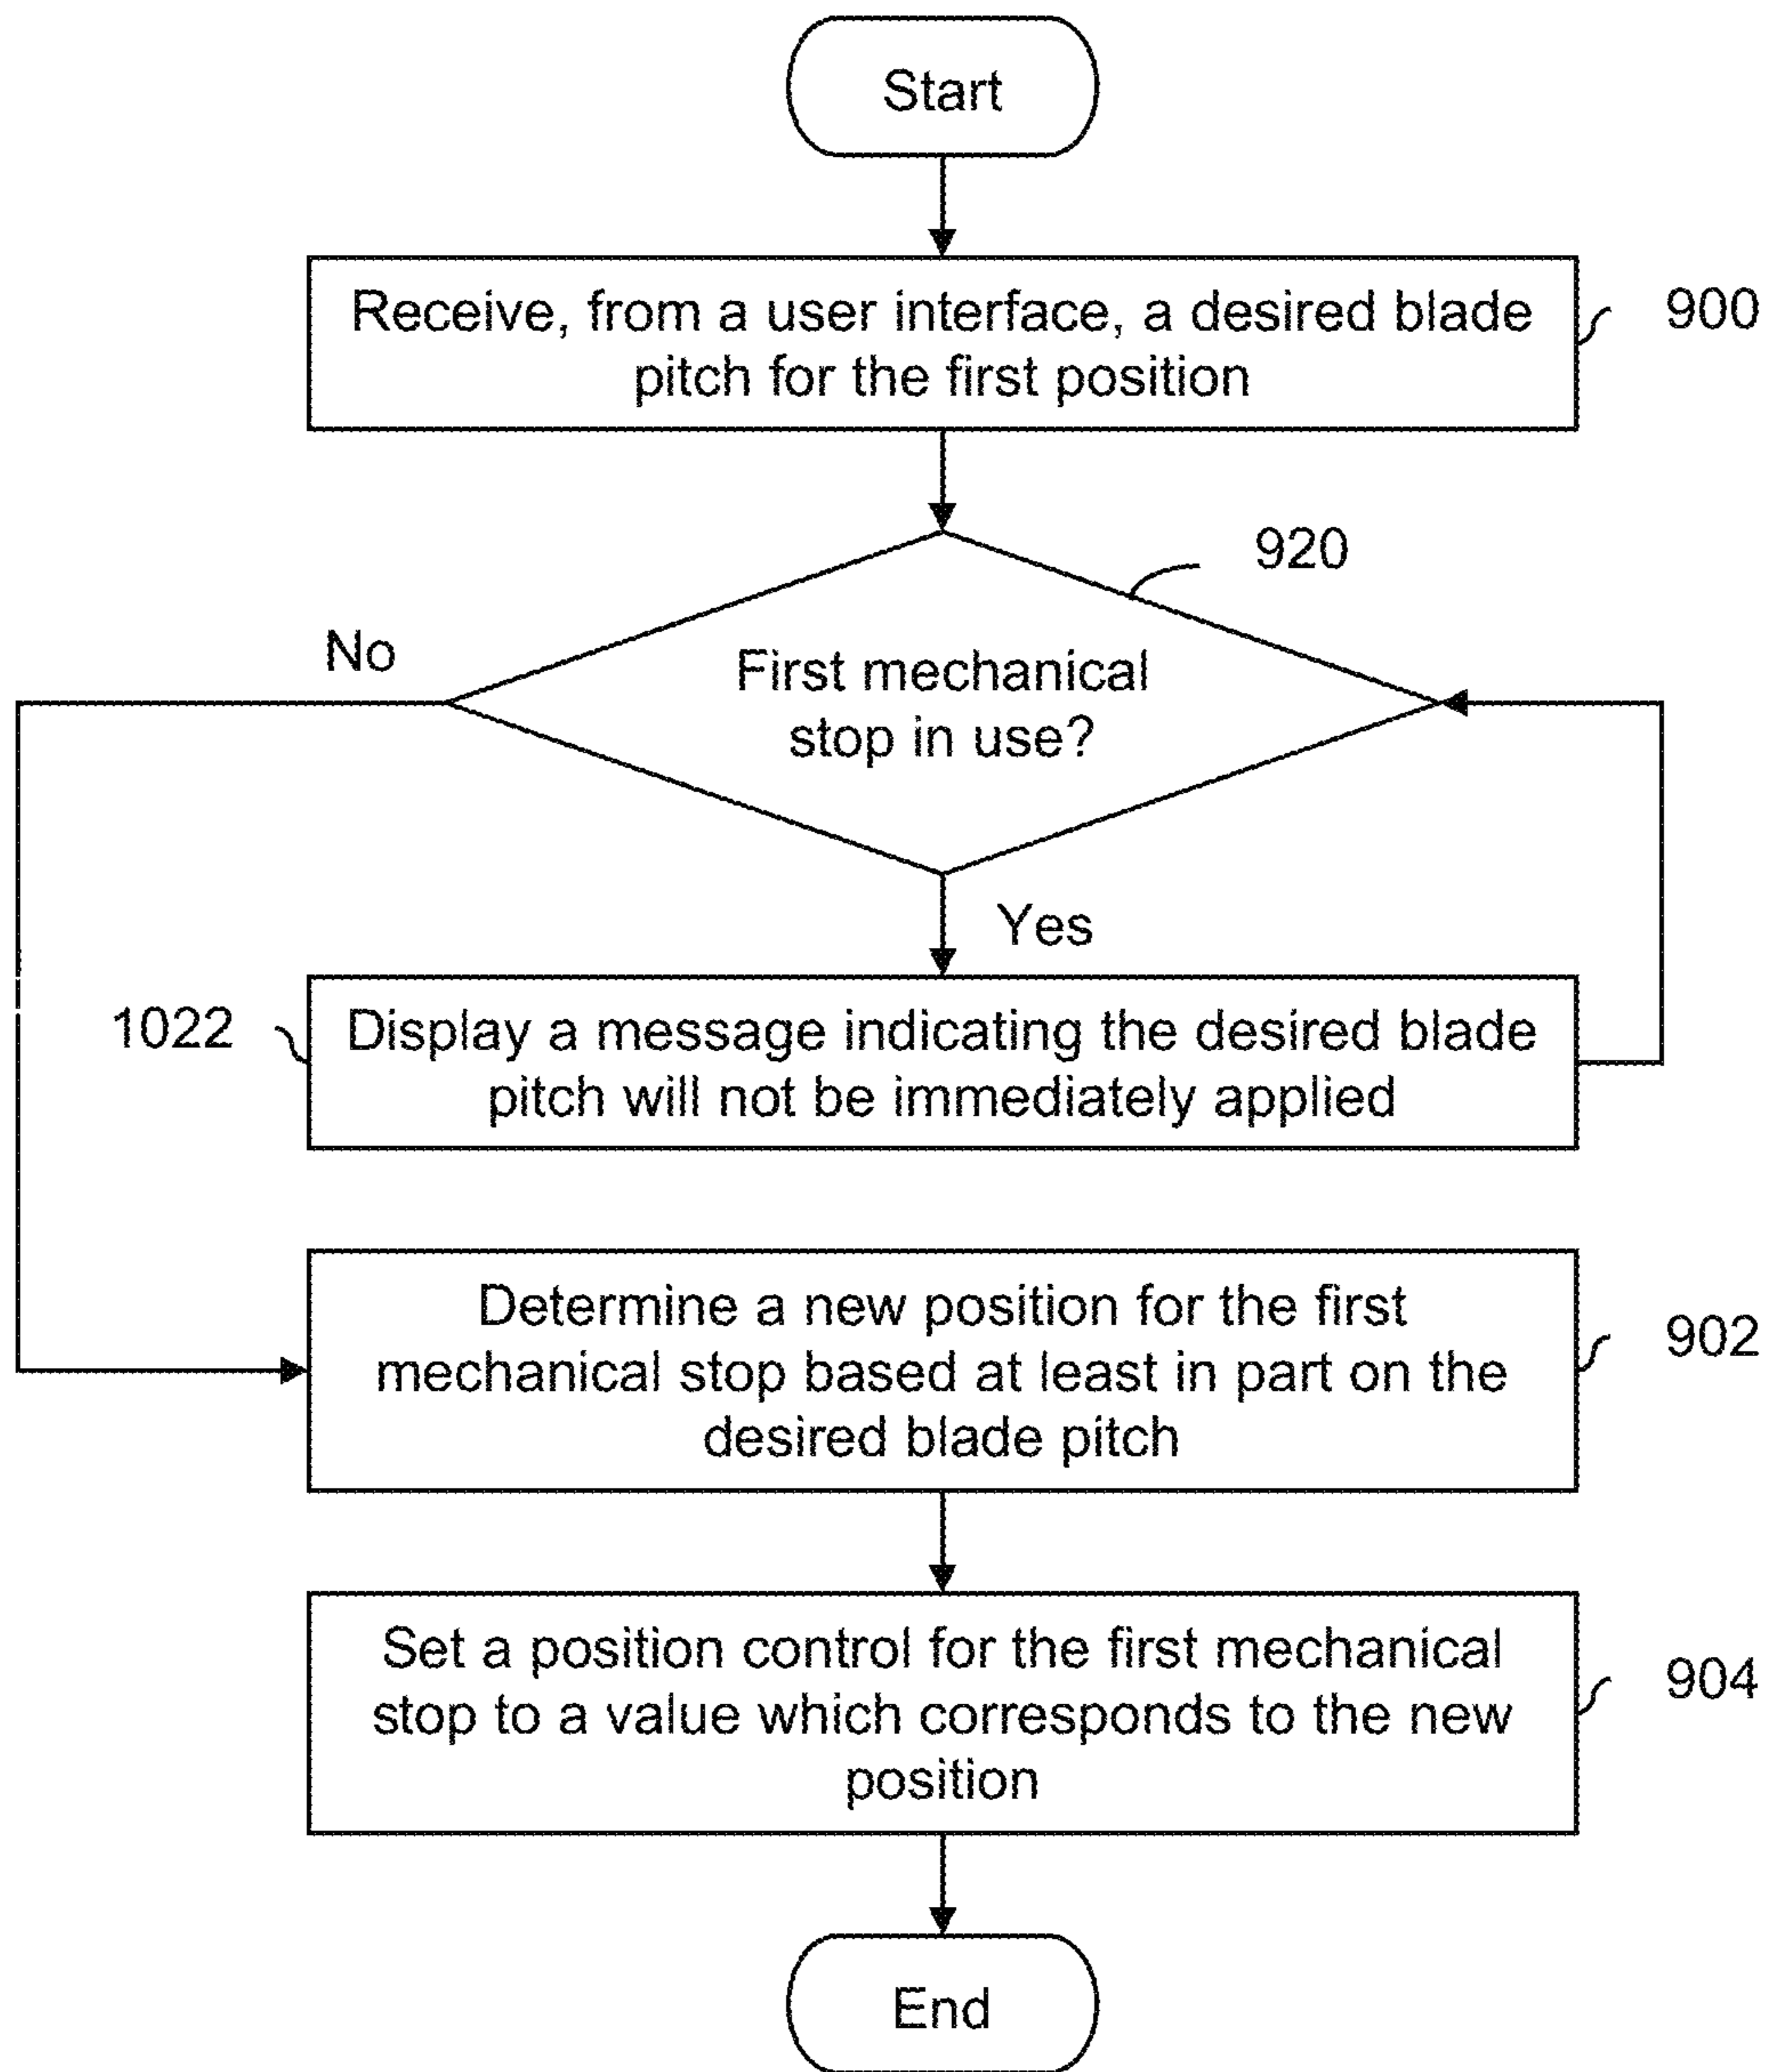 Start
Receive, from a user interface, a desired blade
pitch for the first position
900
920
No
First mechanical
stop in use?
Yes
1022
Display a message indicating the desired blade
pitch will not be immediately applied
Determine a new position for the first
mechanical stop based at least in part on the
desired blade pitch
902
Set a position control for the first mechanical
stop to a value which corresponds to the new
position
904
End